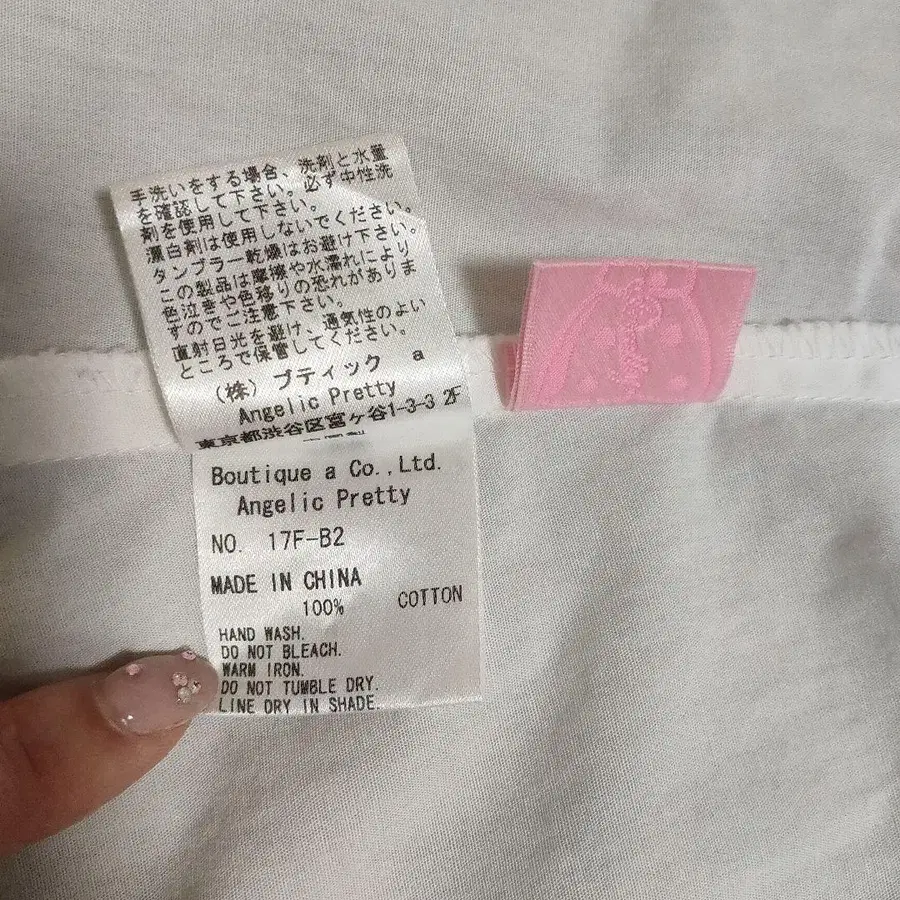 手洗いをする場合、洗剤と水量
を確認して下さい。必ず中性洗
剤を使用して下さい。
漂白剤は使用しないでください。
タンブラー乾燥はお避け下さい。
この製品は摩擦や水濡れにより
色泣きや色移りの恐れがありま
すのでご注意下さい。
直射日光を避け、通気性のよい
ところで保管してください。
(株) ブティック a
Angelic Pretty
東京都渋谷区宮ヶ谷1-3-3 2F
Boutique a Co.,Ltd.
Angelic Pretty
NO. 17F-B2
MADE IN CHINA
100% COTTON
HAND WASH.
DO NOT BLEACH.
WARM IRON.
DO NOT TUMBLE DRY.
LINE DRY IN SHADE.